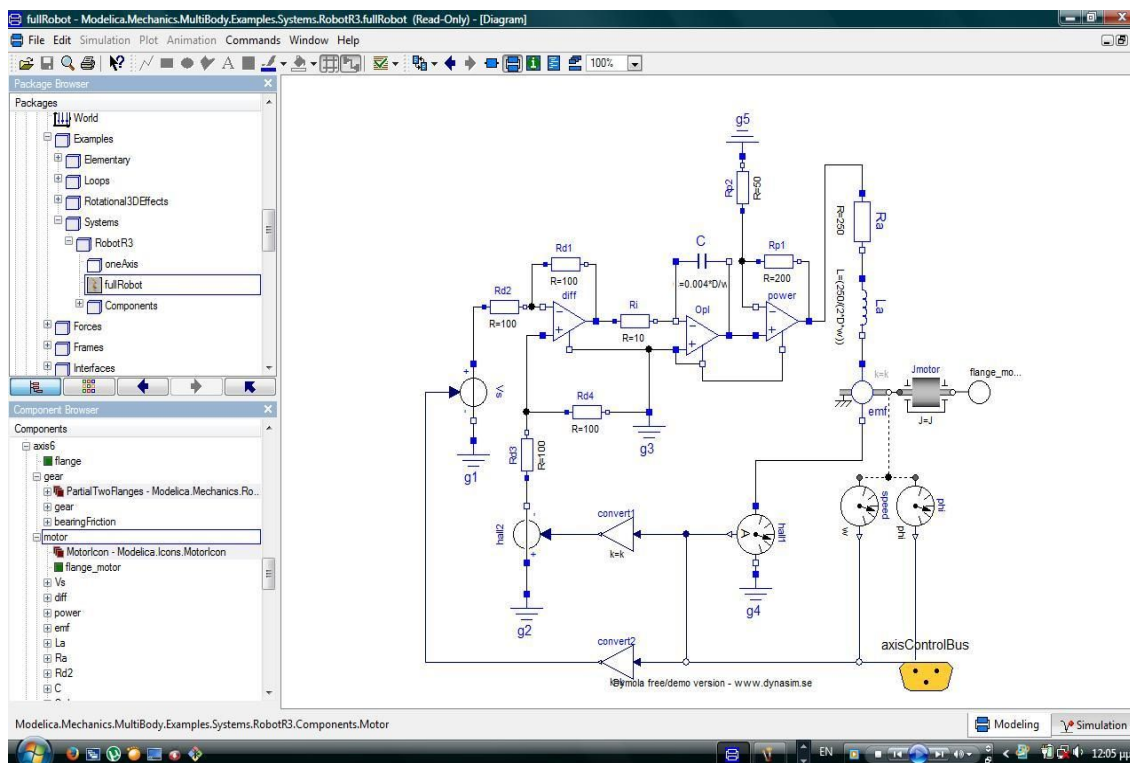 fullRobot - Modelica.Mechanics.MultiBody.Examples.Systems.RobotR3.fullRobot (Read-Only) - [Diagram]
File Edit Simulation Plot Animation Commands Window Help
100%
Package Browser
Packages
World
Examples
Elementary
Loops
Rotational3DEffects
Systems
RobotR3
oneAxis
fullRobot
Components
Forces
Frames
Interfaces
Component Browser
Components
axis6
flange
gear
PartialTwoFlanges - Modelica.Mechanics.Ro..
gear
bearingFriction
motor
MotorIcon - Modelica.Icons.MotorIcon
flange_motor
Vs
diff
power
emf
La
Ra
Rd2
C
g5
Rp2
R=50
Ra
R=250
Rd1
R=100
C
=0.004*D/w
Rp1
R=200
Rd2
R=100
diff
Ri
R=10
OpI
power
La
L=(250/(2*D*w))
Vs
Rd4
R=100
k=k
emf
Jmotor
J=J
flange_mo...
g1
Rd3
R=100
g3
hall2
convert1
k=k
A
hall1
speed
w
phi
phi
g2
g4
convert2
axisControlBus
Dymola free/demo version - www.dynasim.se
Modelica.Mechanics.MultiBody.Examples.Systems.RobotR3.Components.Motor
Modeling
Simulation
EN
12:05 μμ